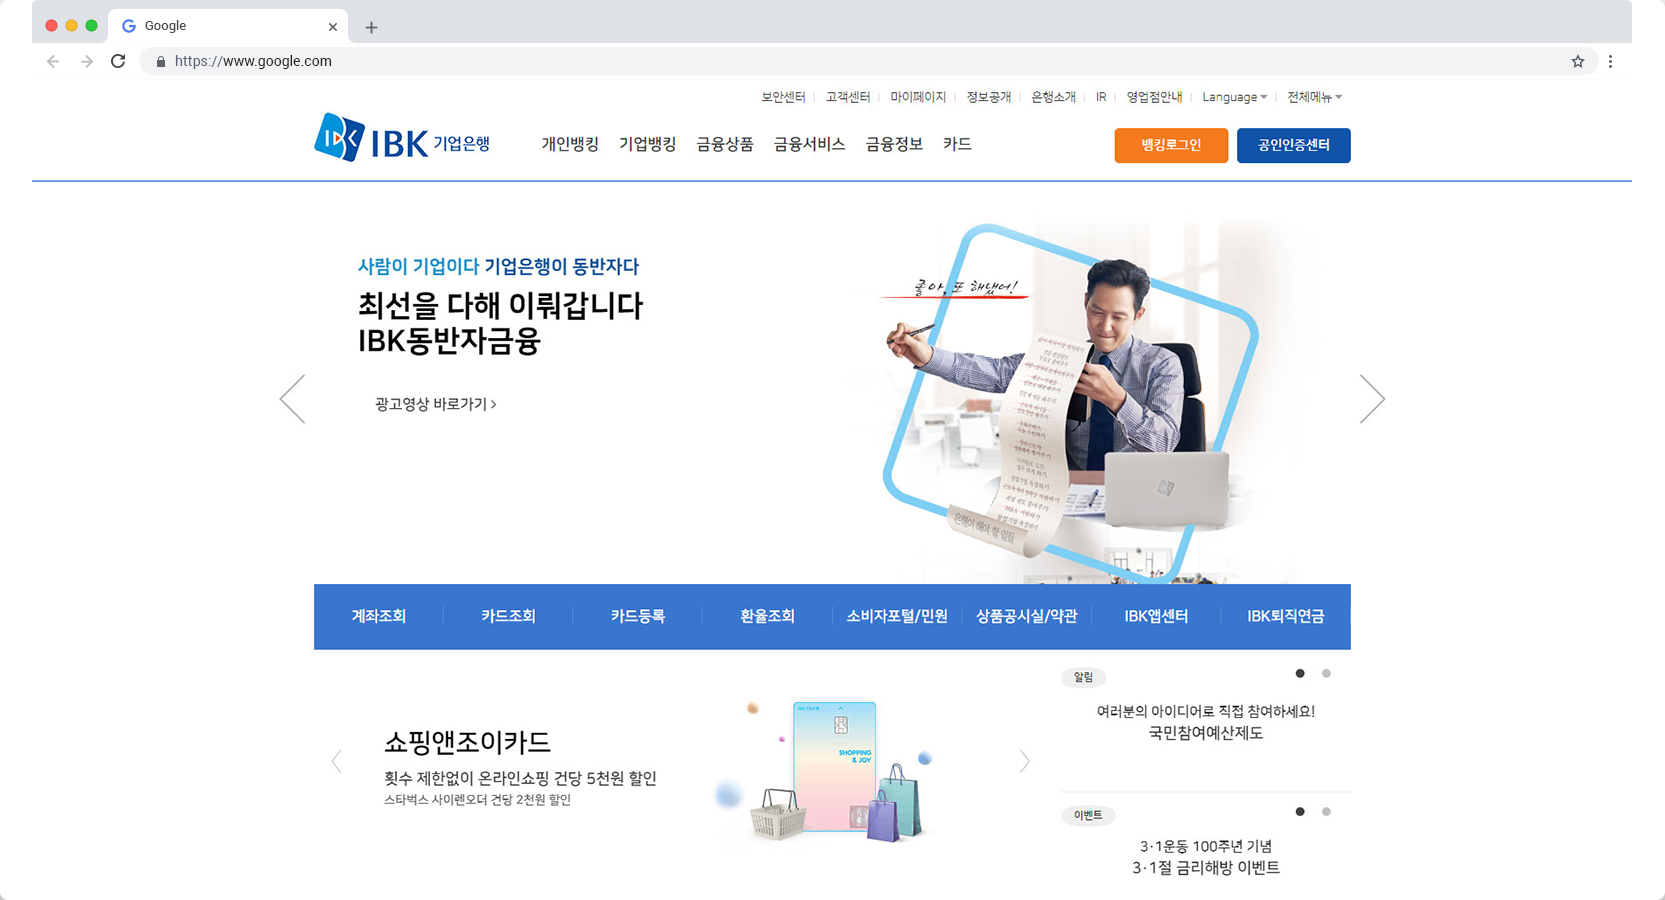 Google
https://www.google.com
보안센터
고객센터
마이페이지
정보공개
은행소개
IR
영업점안내
Language
전체메뉴
IBK 기업은행
개인뱅킹
기업뱅킹
금융상품
금융서비스
금융정보
카드
뱅킹로그인
공인인증센터
사람이 기업이다 기업은행이 동반자다
최선을 다해 이뤄갑니다
IBK동반자금융
광고영상 바로가기
좋아, 또 해냈어!
은행이 해야 할 일들
계좌조회
카드조회
카드등록
환율조회
소비자포털/민원
상품공시실/약관
IBK앱센터
IBK퇴직연금
쇼핑앤조이카드
횟수 제한없이 온라인쇼핑 건당 5천원 할인
스타벅스 사이렌오더 건당 2천원 할인
IBK 기업은행
SHOPPING
& JOY
알림
여러분의 아이디어로 직접 참여하세요!
국민참여예산제도
이벤트
3·1운동 100주년 기념
3·1절 금리해방 이벤트